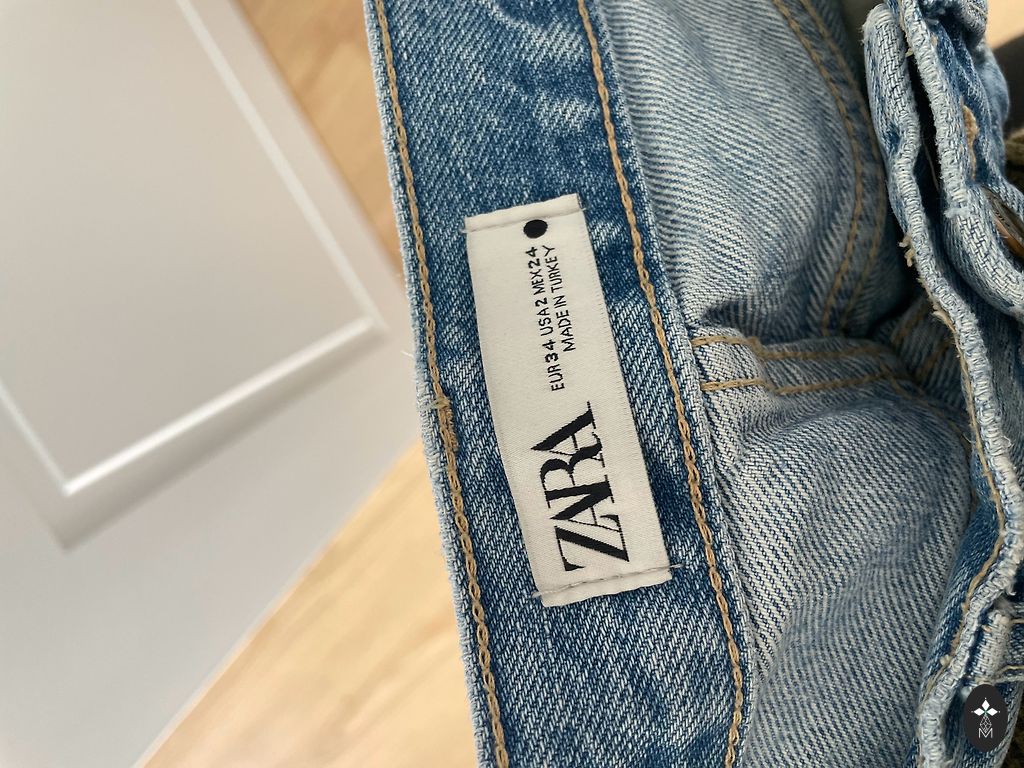 ZARA
EUR 34 USA 2 MEX 24
MADE IN TURKEY
M